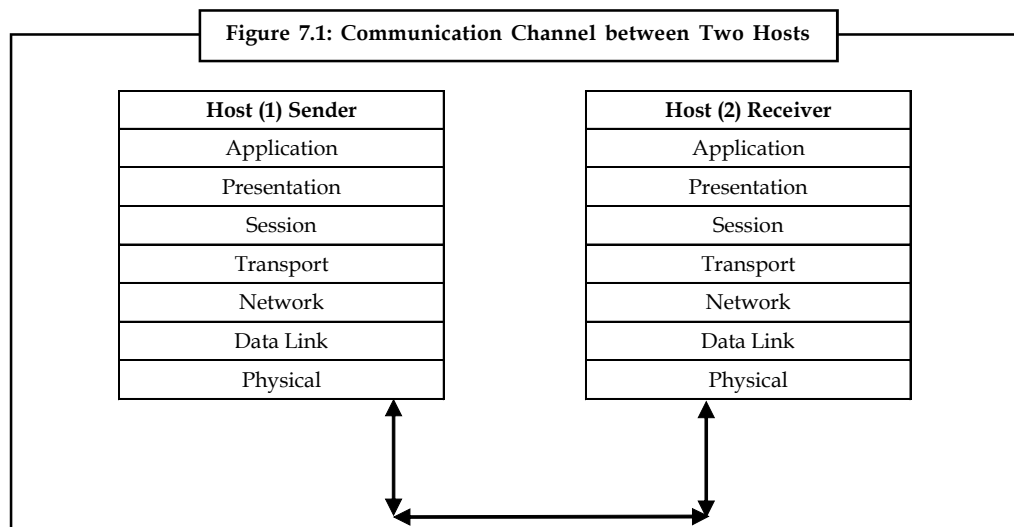 Figure 7.1: Communication Channel between Two Hosts
Host (1) Sender
Application
Presentation
Session
Transport
Network
Data Link
Physical
Host (2) Receiver
Application
Presentation
Session
Transport
Network
Data Link
Physical